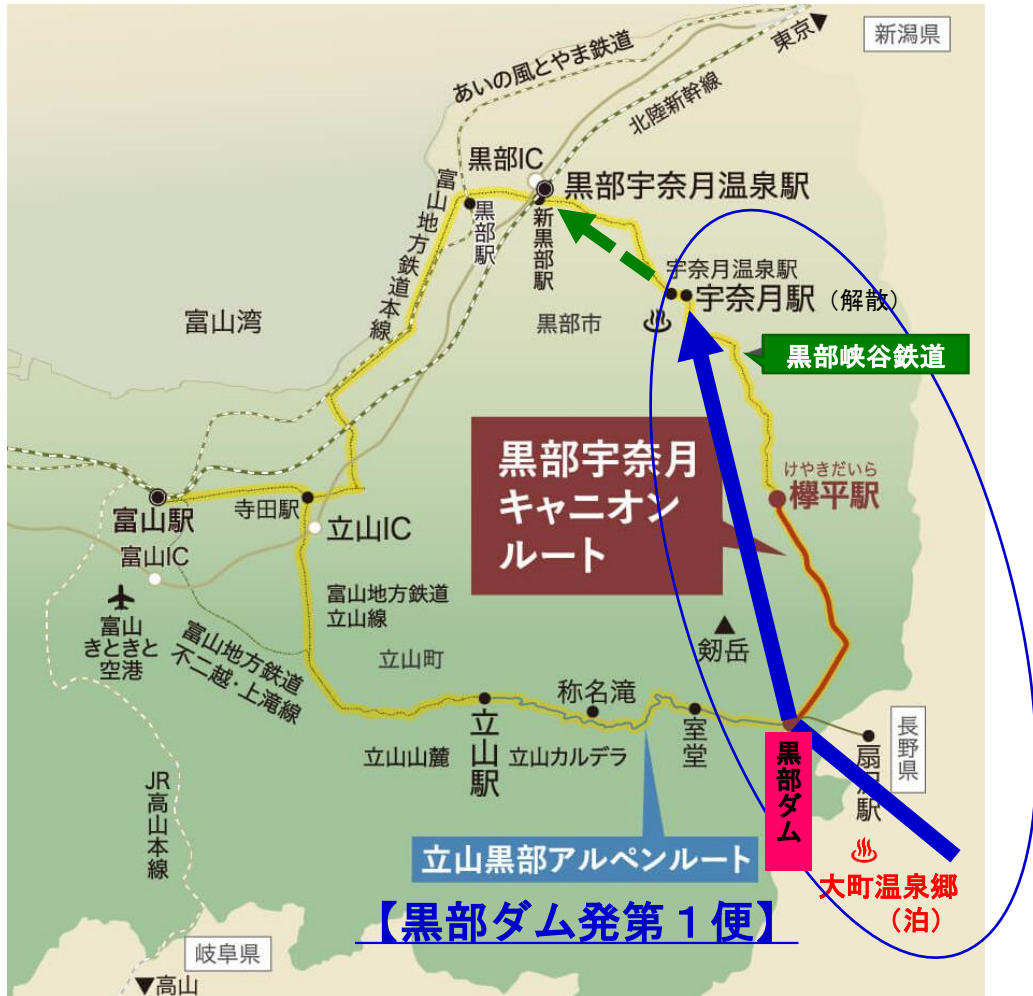 新潟県
東京▶
あいの風とやま鉄道
北陸新幹線
黒部IC
黒部宇奈月温泉駅
富山地方鉄道本線
黒部駅
新黒部駅
宇奈月温泉駅
宇奈月駅（解散）
富山湾
黒部市
黒部峡谷鉄道
黒部宇奈月
キャニオン
ルート
けやきだいら
欅平駅
富山駅
寺田駅
立山IC
富山IC
富山
きときと
空港
富山地方鉄道
立山線
富山地方鉄道
不二越・上滝線
立山町
剱岳
称名滝
室堂
立山駅
立山山麓
立山カルデラ
黒部ダム
扇沢駅
長野県
JR高山本線
立山黒部アルペンルート
大町温泉郷
（泊）
【黒部ダム発第１便】
岐阜県
▼高山